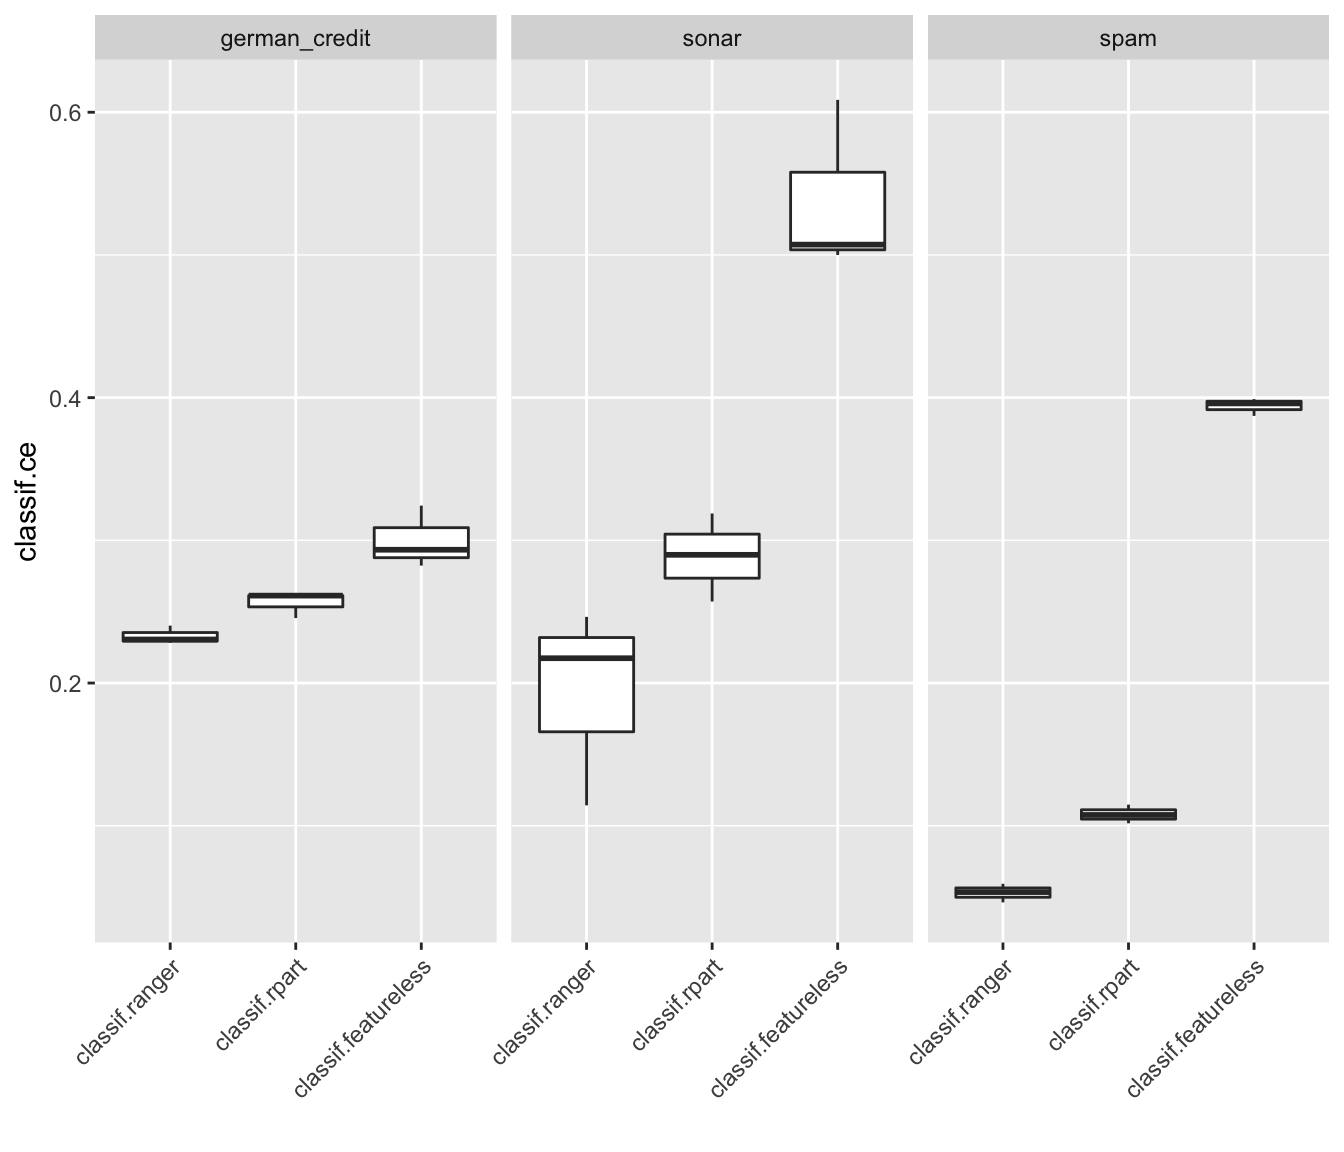 german_credit
sonar
spam
classif.ce
0.6
0.4
0.2
classif.ranger
classif.rpart
classif.featureless
classif.ranger
classif.rpart
classif.featureless
classif.ranger
classif.rpart
classif.featureless